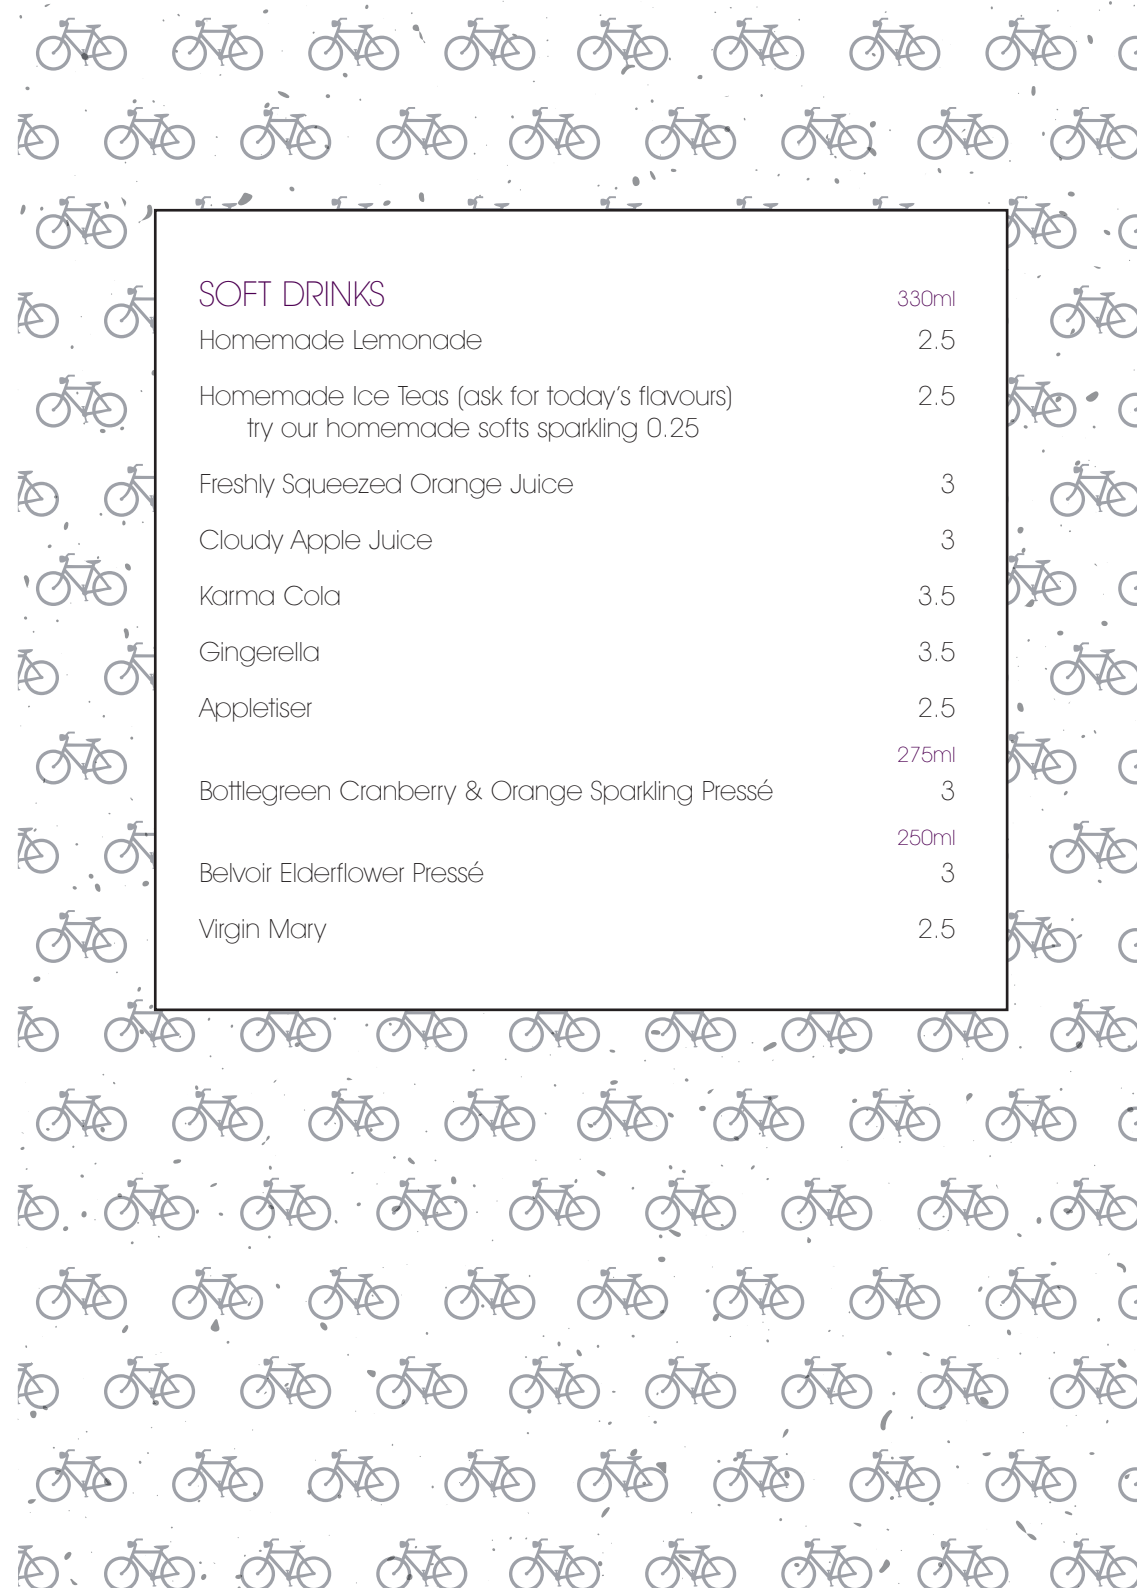 SOFT DRINKS 330ml
Homemade Lemonade 2.5
Homemade Ice Teas (ask for today's flavours) 2.5
try our homemade softs sparkling 0.25
Freshly Squeezed Orange Juice 3
Cloudy Apple Juice 3
Karma Cola 3.5
Gingerella 3.5
Appletiser 2.5
275ml
Bottlegreen Cranberry & Orange Sparkling Pressé 3
250ml
Belvoir Elderflower Pressé 3
Virgin Mary 2.5